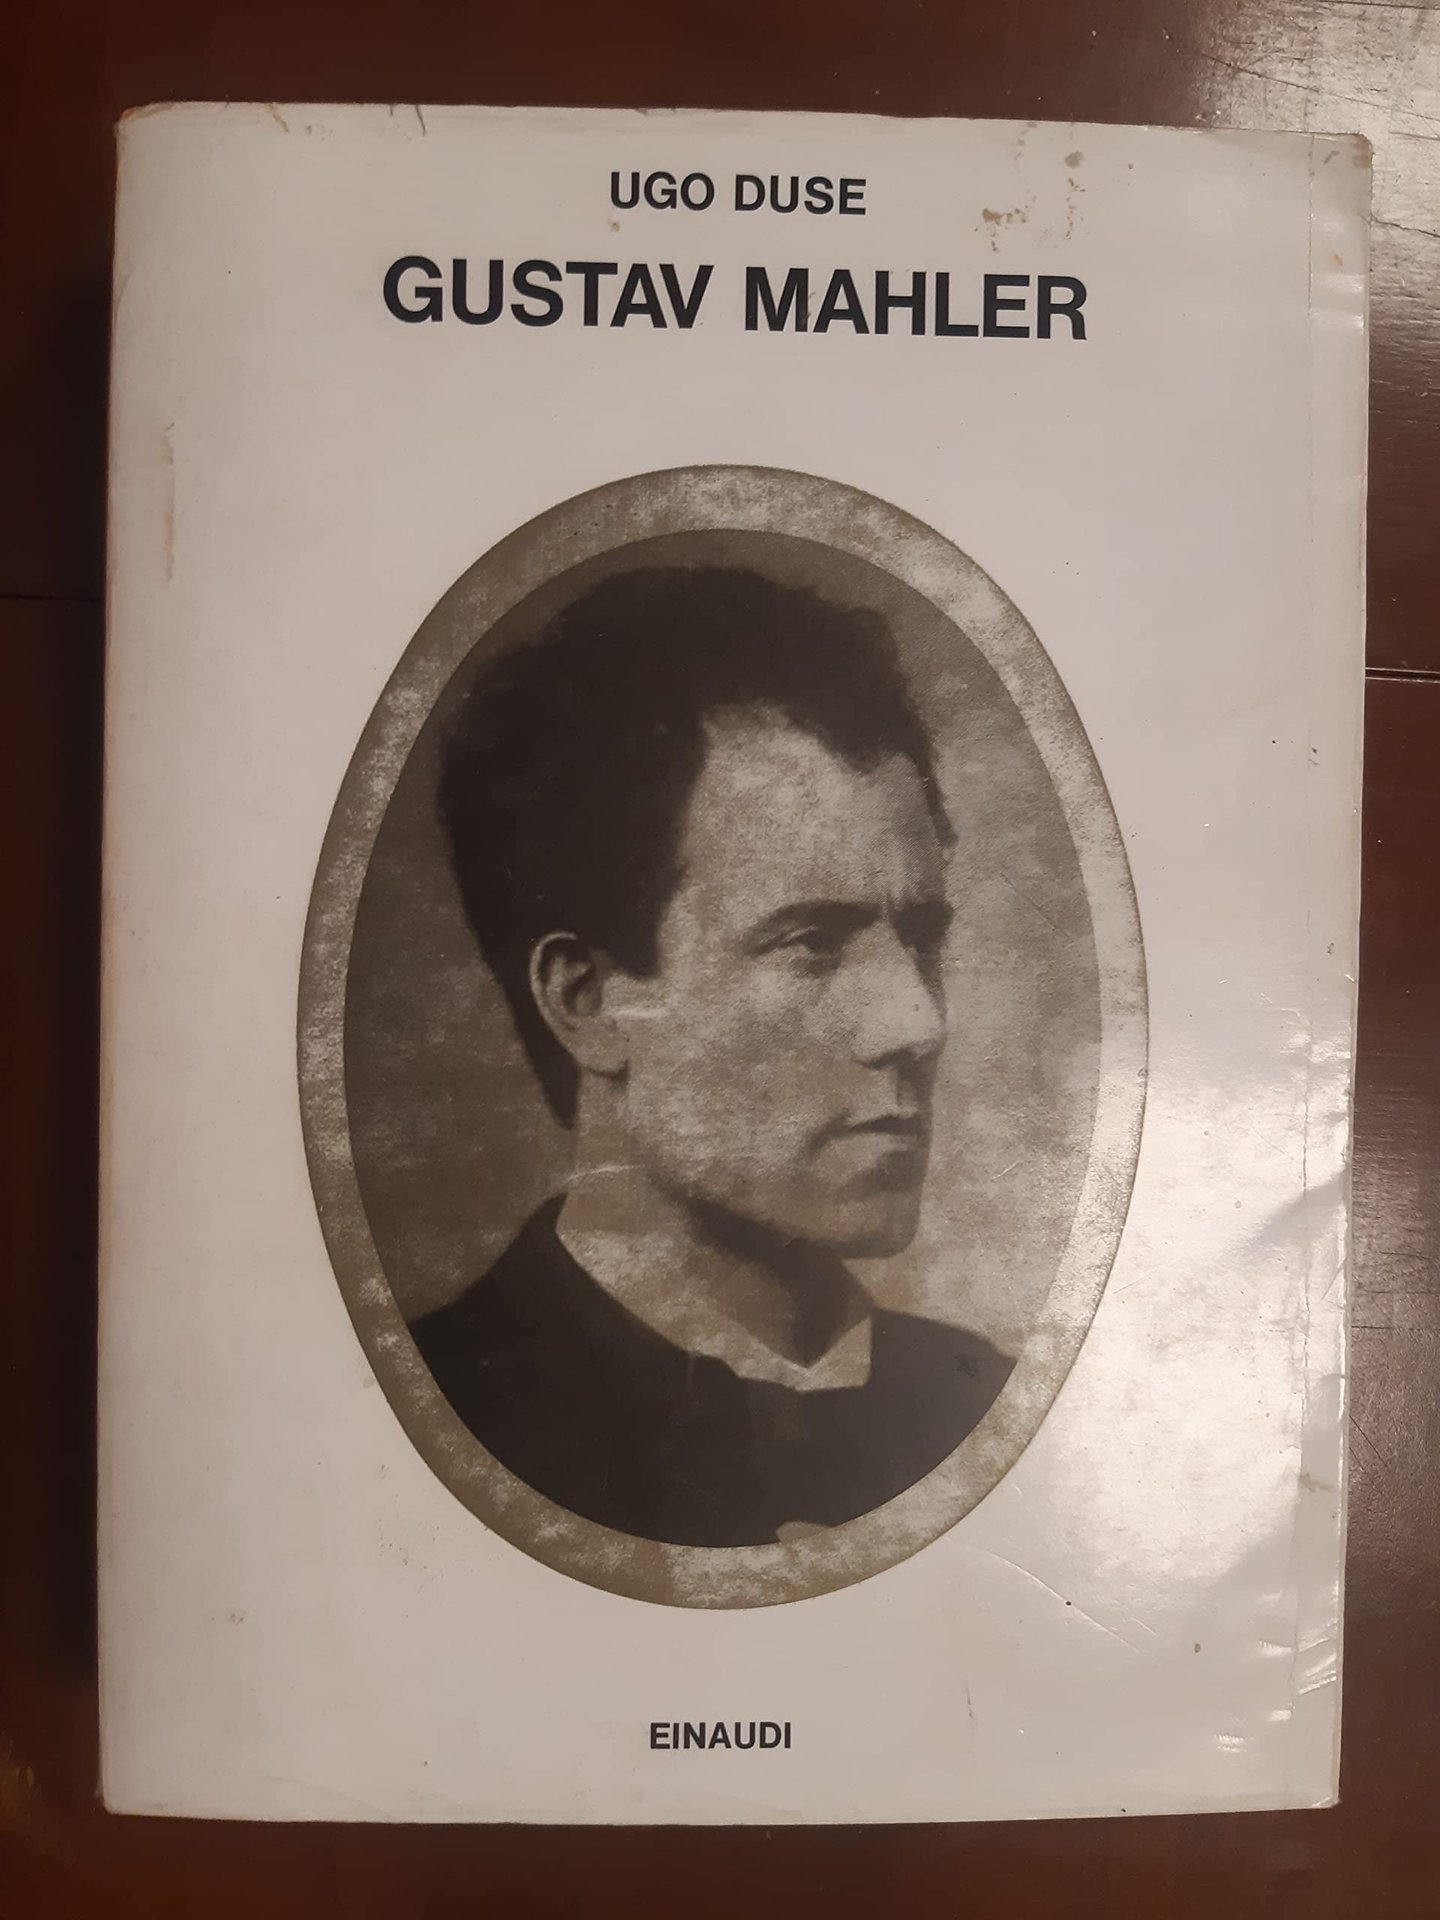 UGO DUSE
GUSTAV MAHLER
EINAUDI